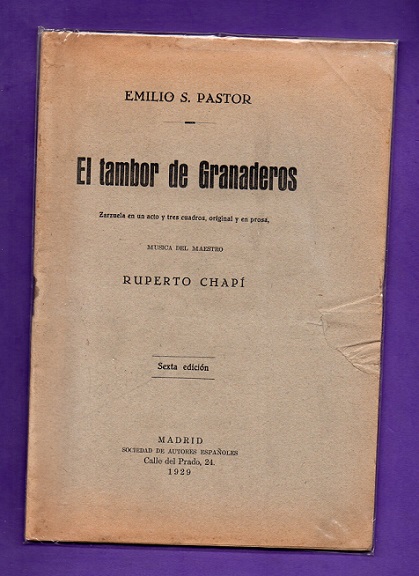 EMILIO S. PASTOR
El tambor de Granaderos
Zarzuela en un acto y tres cuadros, original y en prosa,
MUSICA DEL MAESTRO
RUPERTO CHAPÍ
Sexta edición
MADRID
SOCIEDAD DE AUTORES ESPAÑOLES
Calle del Prado, 24.
1929